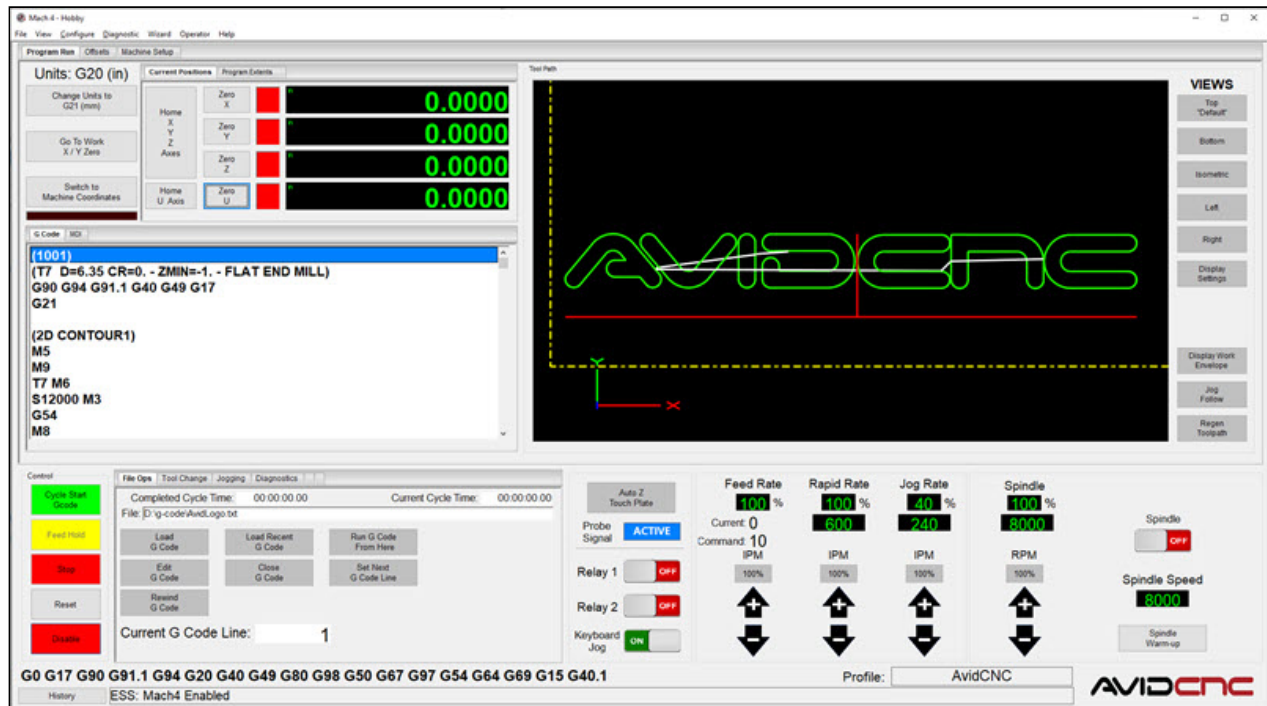 Mach 4 - Hobby
File View Configure Diagnostic Wizard Operator Help
Program Run Offsets Machine Setup
Units: G20 (in)
Change Units to
G21 (mm)
Go To Work
X / Y Zero
Switch to
Machine Coordinates
Current Positions Program Extents
Home
X
Y
Z
Axes
Zero
X
0.0000
Zero
Y
0.0000
Zero
Z
0.0000
Home
U Axis
Zero
U
0.0000
G Code MDI
(1001)
(T7 D=6.35 CR=0. - ZMIN=-1. - FLAT END MILL)
G90 G94 G91.1 G40 G49 G17
G21
(2D CONTOUR1)
M5
M9
T7 M6
S12000 M3
G54
M8
Tool Path
AVIDCNC
Y
X
VIEWS
Top
"Default"
Bottom
Isometric
Left
Right
Display
Settings
Display Work
Envelope
Jog
Follow
Regen
Toolpath
Control
Cycle Start
Gcode
Feed Hold
Stop
Reset
Disable
File Ops Tool Change Jogging Diagnostics
Completed Cycle Time: 00:00:00.00 Current Cycle Time: 00:00:00.00
File: D:\g-code\AvidLogo.txt
Load
G Code
Load Recent
G Code
Run G Code
From Here
Edit
G Code
Close
G Code
Set Next
G Code Line
Rewind
G Code
Current G Code Line: 1
Auto Z
Touch Plate
Probe
Signal
ACTIVE
Relay 1 OFF
Relay 2 OFF
Keyboard
Jog
ON
Feed Rate
100 %
Current: 0
Command: 10
IPM
100%
Rapid Rate
100 %
600
IPM
100%
Jog Rate
40 %
240
IPM
100%
Spindle
100 %
8000
RPM
100%
Spindle
OFF
Spindle Speed
8000
Spindle
Warm-up
G0 G17 G90 G91.1 G94 G20 G40 G49 G80 G98 G50 G67 G97 G54 G64 G69 G15 G40.1
Profile: AvidCNC
History ESS: Mach4 Enabled
AVIDCNC